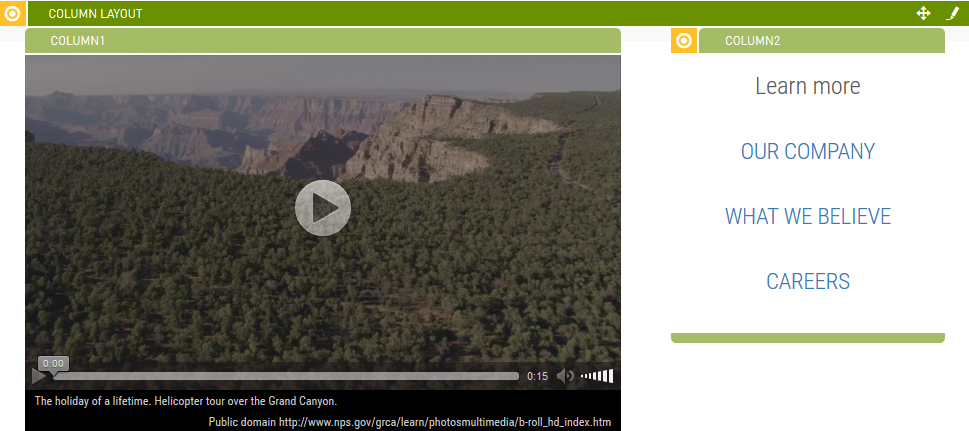 COLUMN LAYOUT
COLUMN1
0:00
0:15
The holiday of a lifetime. Helicopter tour over the Grand Canyon.
Public domain http://www.nps.gov/grca/learn/photosmultimedia/b-roll_hd_index.htm
COLUMN2
Learn more
OUR COMPANY
WHAT WE BELIEVE
CAREERS